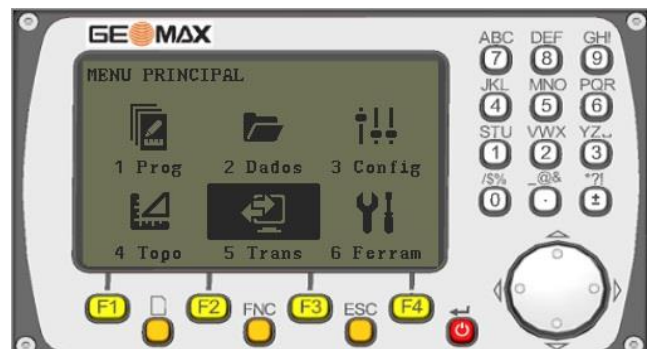 GEOMAX
MENU PRINCIPAL
1 Prog 2 Dados 3 Config
4 Topo 5 Trans 6 Ferram
F1 F2 FNC F3 ESC F4
ABC DEF GHI
7 8 9
JKL MNO PQR
4 5 6
STU VWX YZ␣
1 2 3
/$% _@& *?!
0 . ±